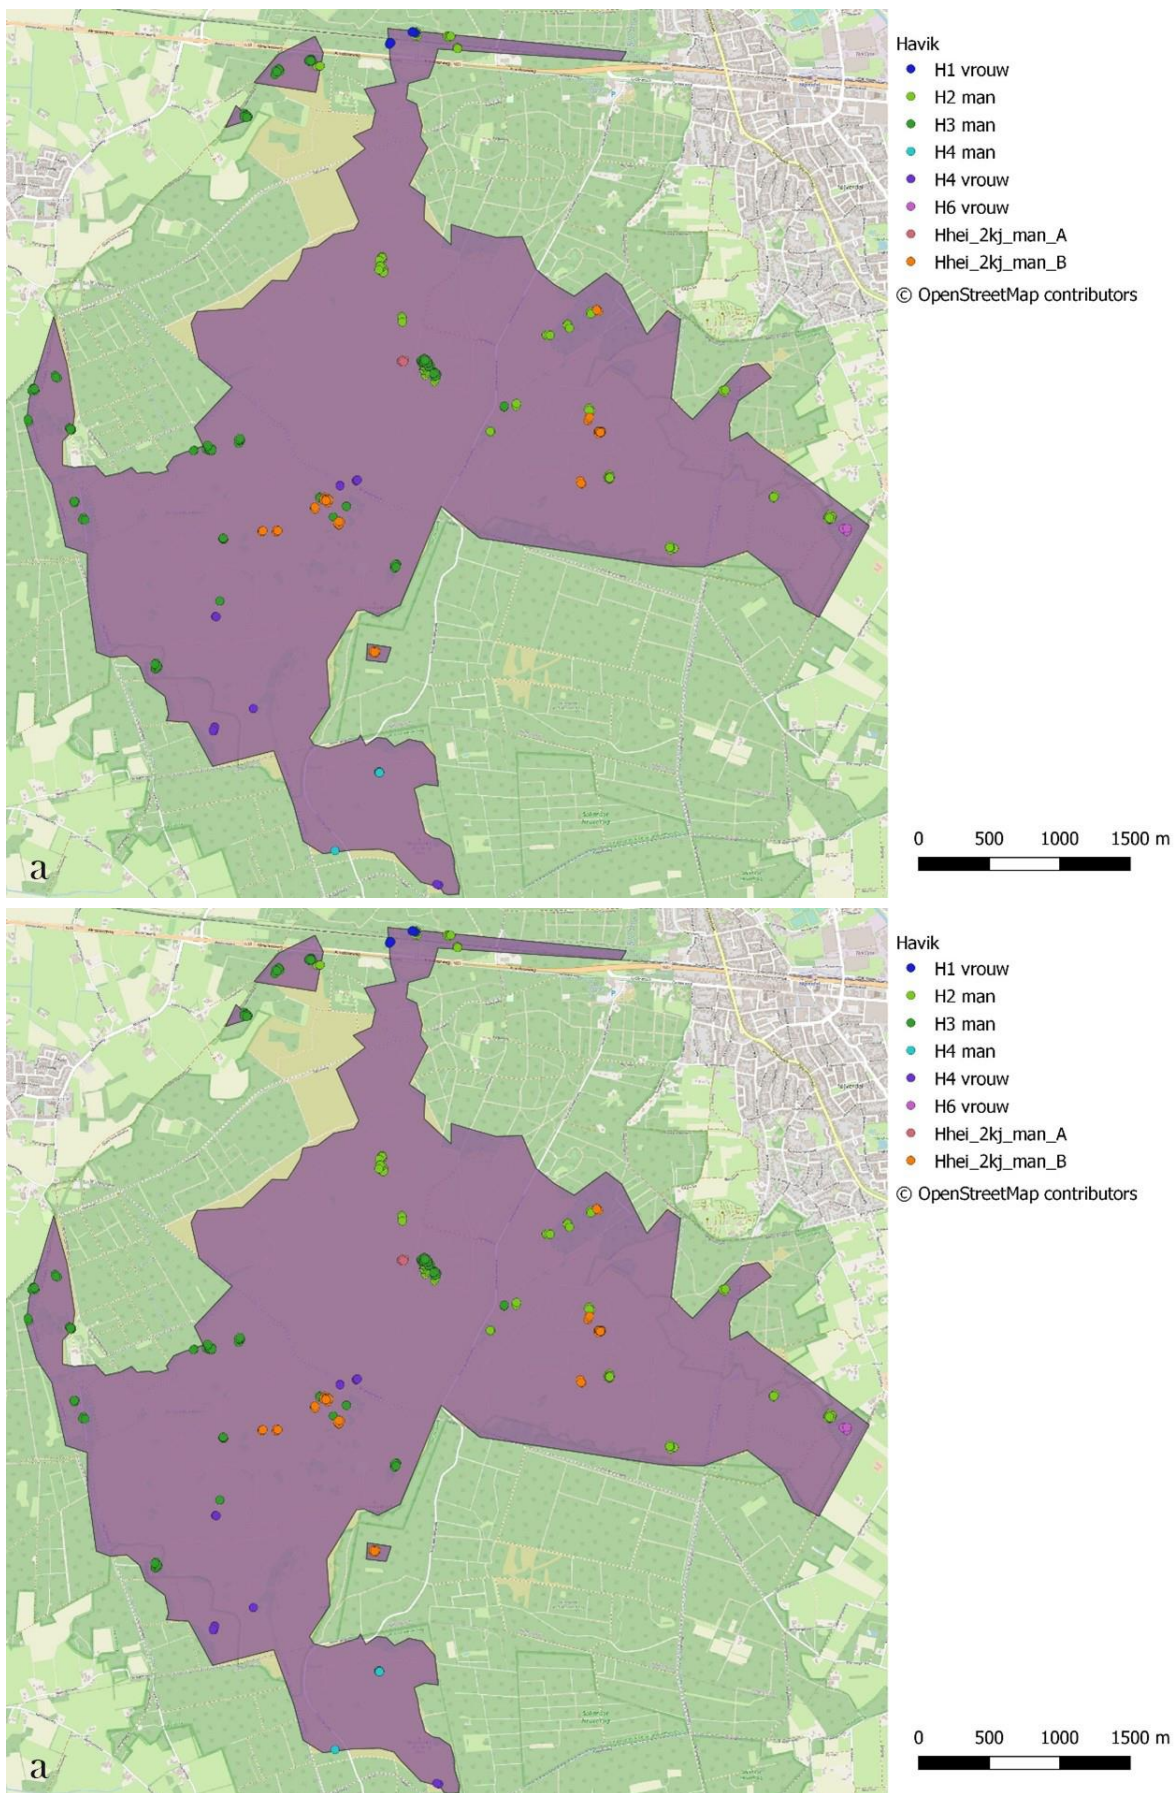 Havik
H1 vrouw
H2 man
H3 man
H4 man
H4 vrouw
H6 vrouw
Hhei_2kj_man_A
Hhei_2kj_man_B
© OpenStreetMap contributors
0 500 1000 1500 m
a
Havik
H1 vrouw
H2 man
H3 man
H4 man
H4 vrouw
H6 vrouw
Hhei_2kj_man_A
Hhei_2kj_man_B
© OpenStreetMap contributors
0 500 1000 1500 m
a